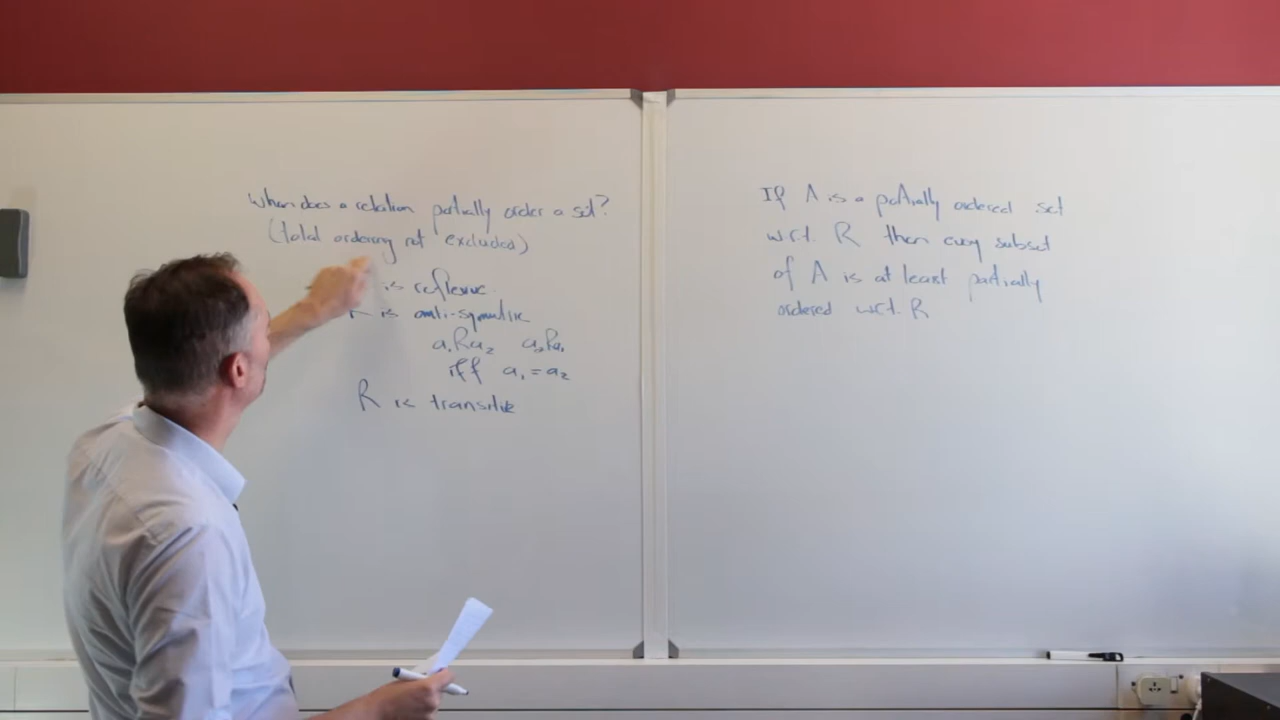 When does a relation partially order a set?
(total ordering not excluded)
is reflexive
R is anti-symmetric
a₁Ra₂ a₂Ra₁
iff a₁ = a₂
R is transitive
If A is a partially ordered set
w.r.t. R then every subset
of A is at least partially
ordered w.r.t. R